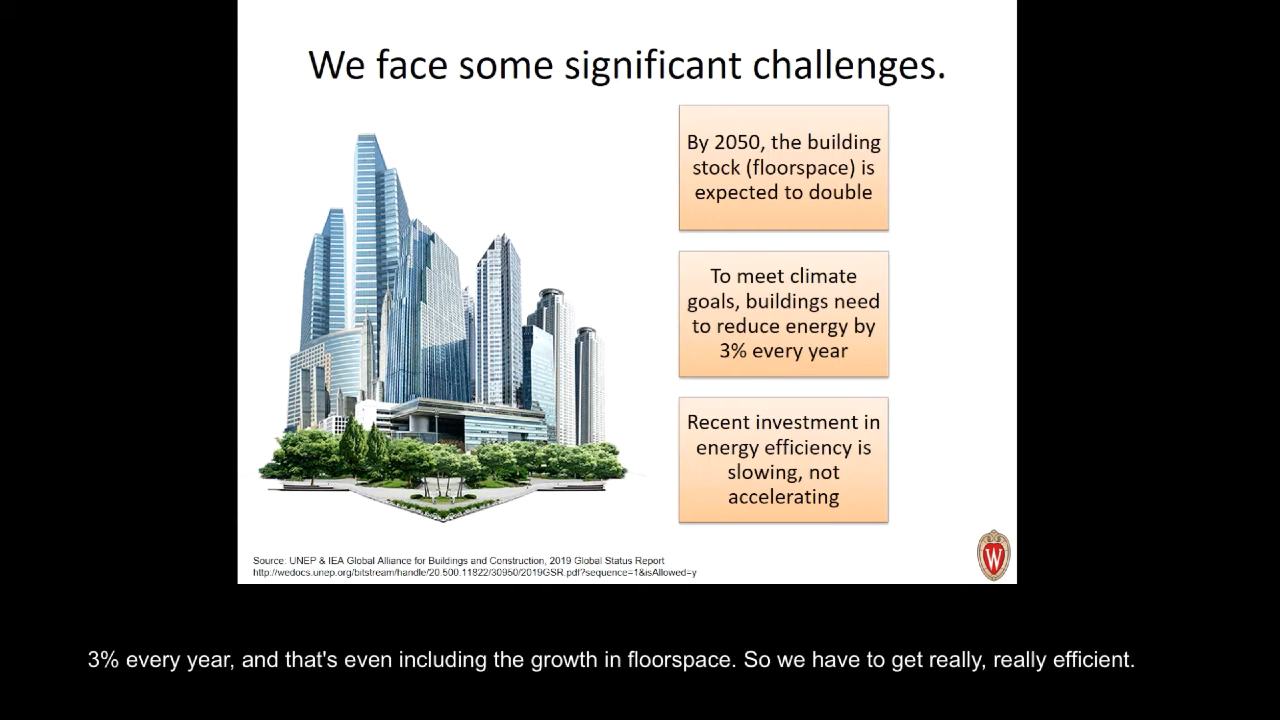 We face some significant challenges.
By 2050, the building
stock (floorspace) is
expected to double
To meet climate
goals, buildings need
to reduce energy by
3% every year
Recent investment in
energy efficiency is
slowing, not
accelerating
Source: UNEP & IEA Global Alliance for Buildings and Construction, 2019 Global Status Report
http://wedocs.unep.org/bitstream/handle/20.500.11822/30950/2019GSR.pdf?sequence=1&isAllowed=y
W
3% every year, and that's even including the growth in floorspace. So we have to get really, really efficient.